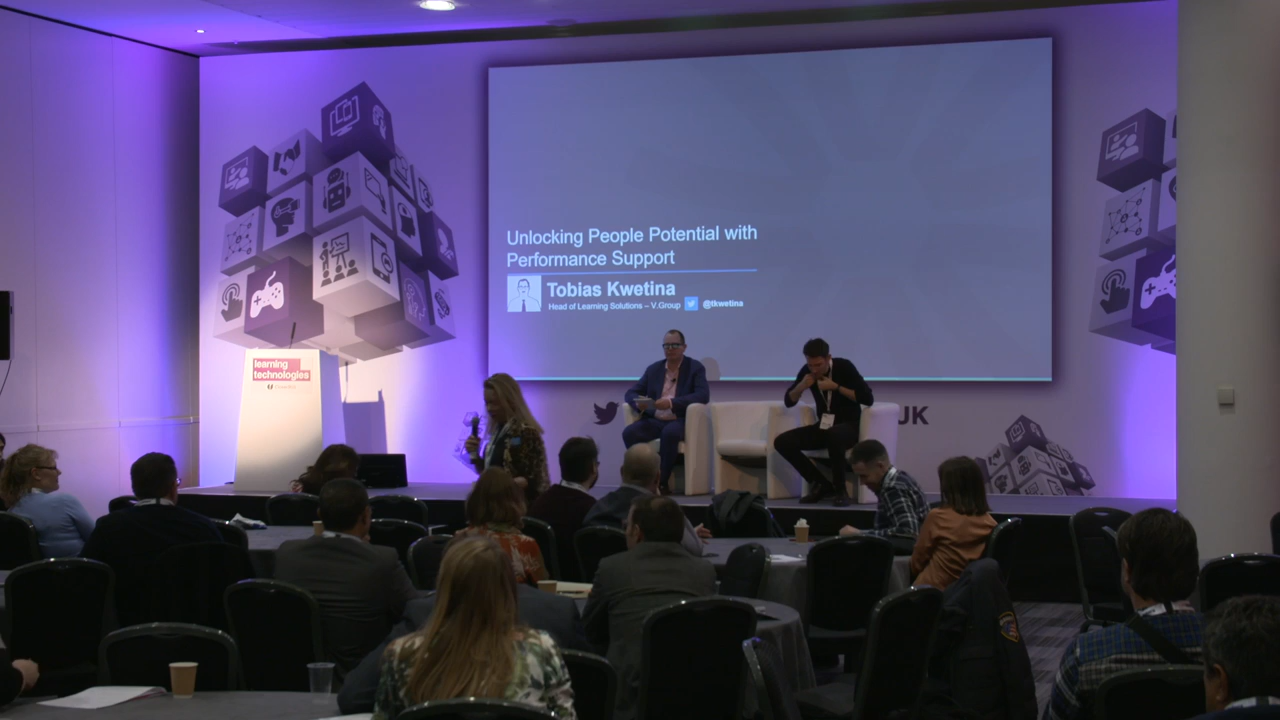 Unlocking People Potential with
Performance Support
Tobias Kwetina
Head of Learning Solutions – V.Group @tkwetina
learning
technologies
UK